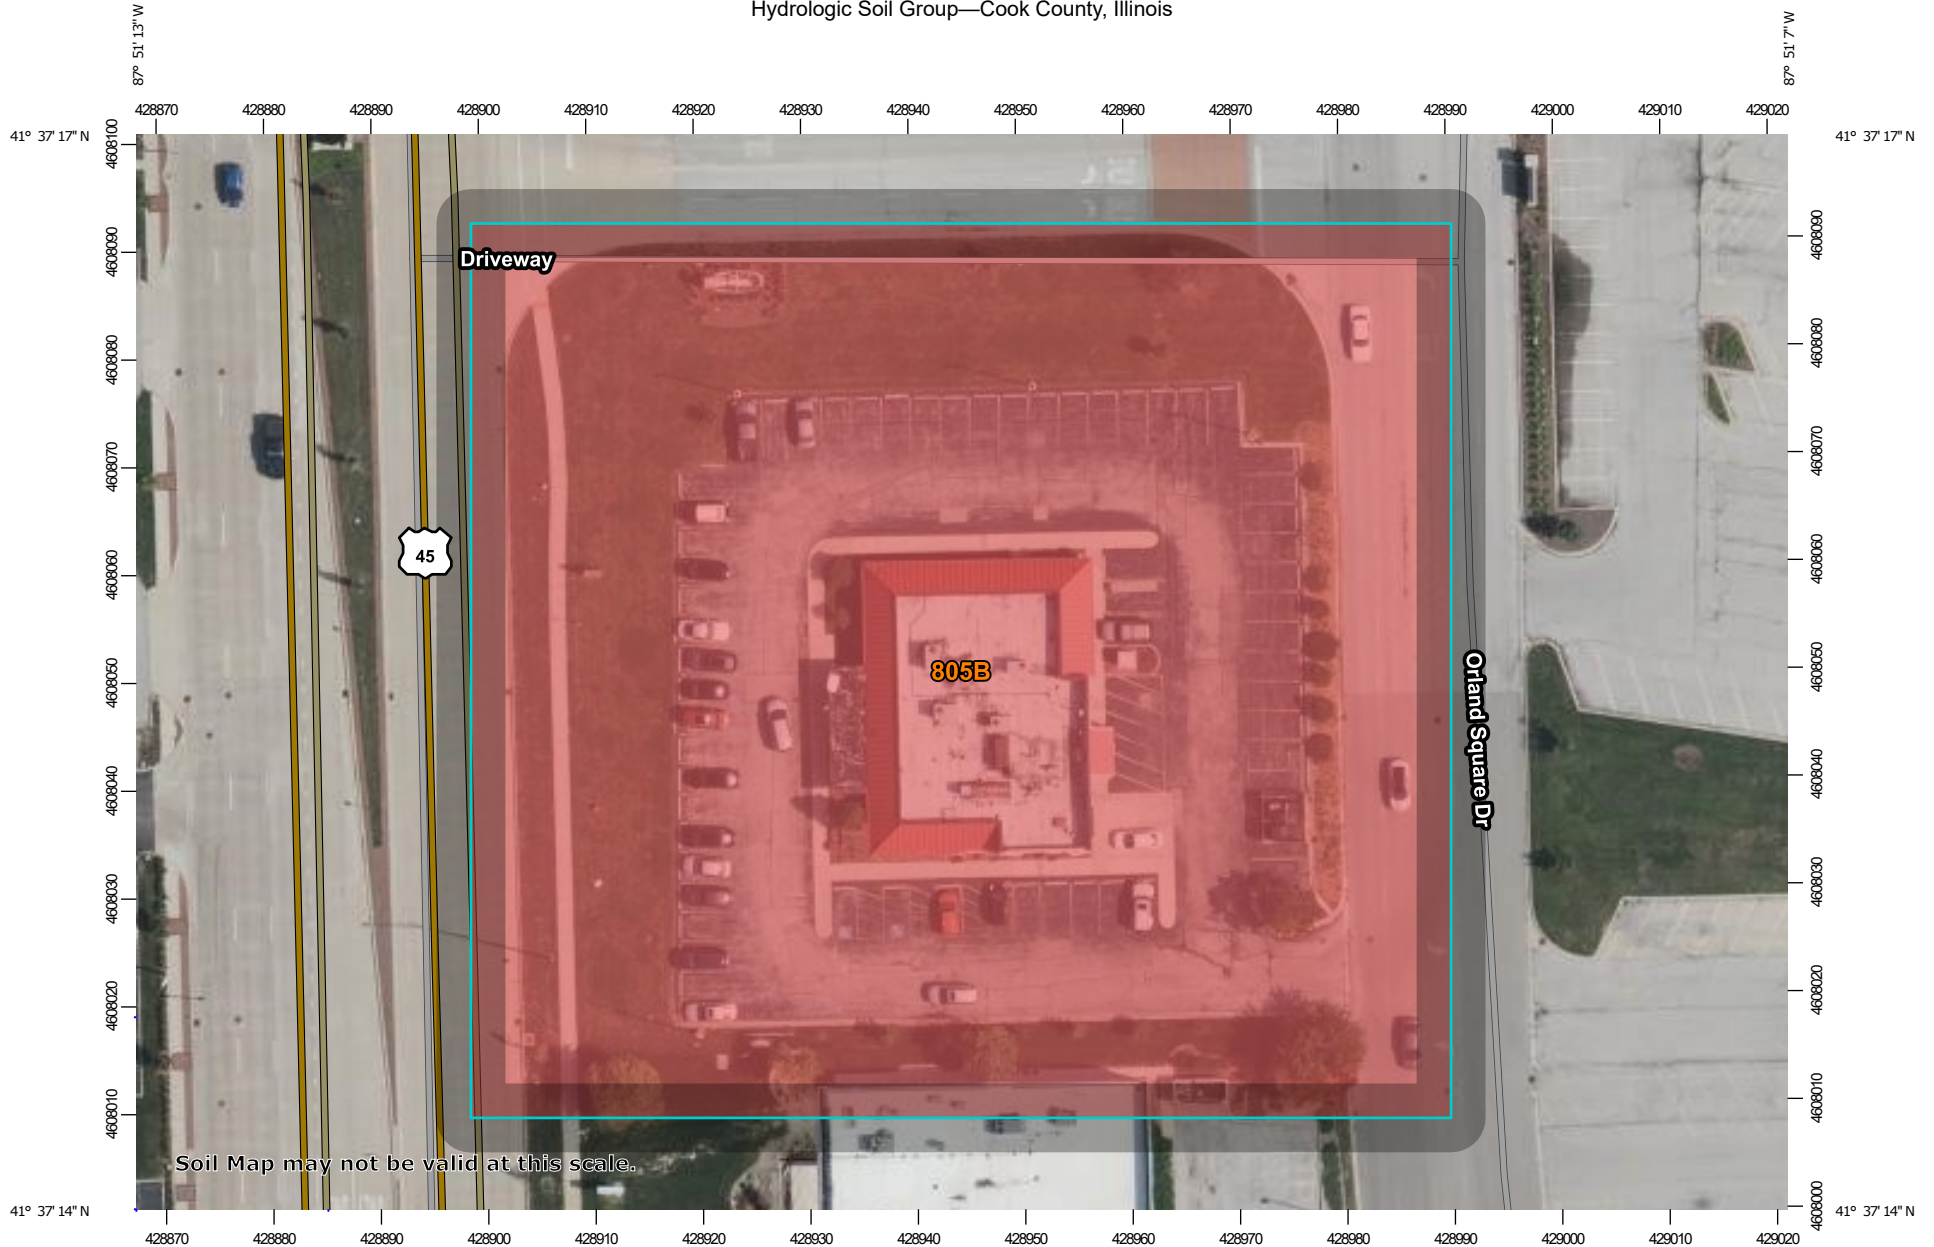 Hydrologic Soil Group—Cook County, Illinois
87° 51' 13'' W
87° 51' 7'' W
428870 428880 428890 428900 428910 428920 428930 428940 428950 428960 428970 428980 428990 429000 429010 429020
41° 37' 17'' N
41° 37' 17'' N
4608100
4608090
4608080
4608070
4608060
4608050
4608040
4608030
4608020
4608010
Driveway
45
805B
Orland Square Dr
4608090
4608080
4608070
4608060
4608050
4608040
4608030
4608020
4608010
4608000
Soil Map may not be valid at this scale.
41° 37' 14'' N
41° 37' 14'' N
428870 428880 428890 428900 428910 428920 428930 428940 428950 428960 428970 428980 428990 429000 429010 429020